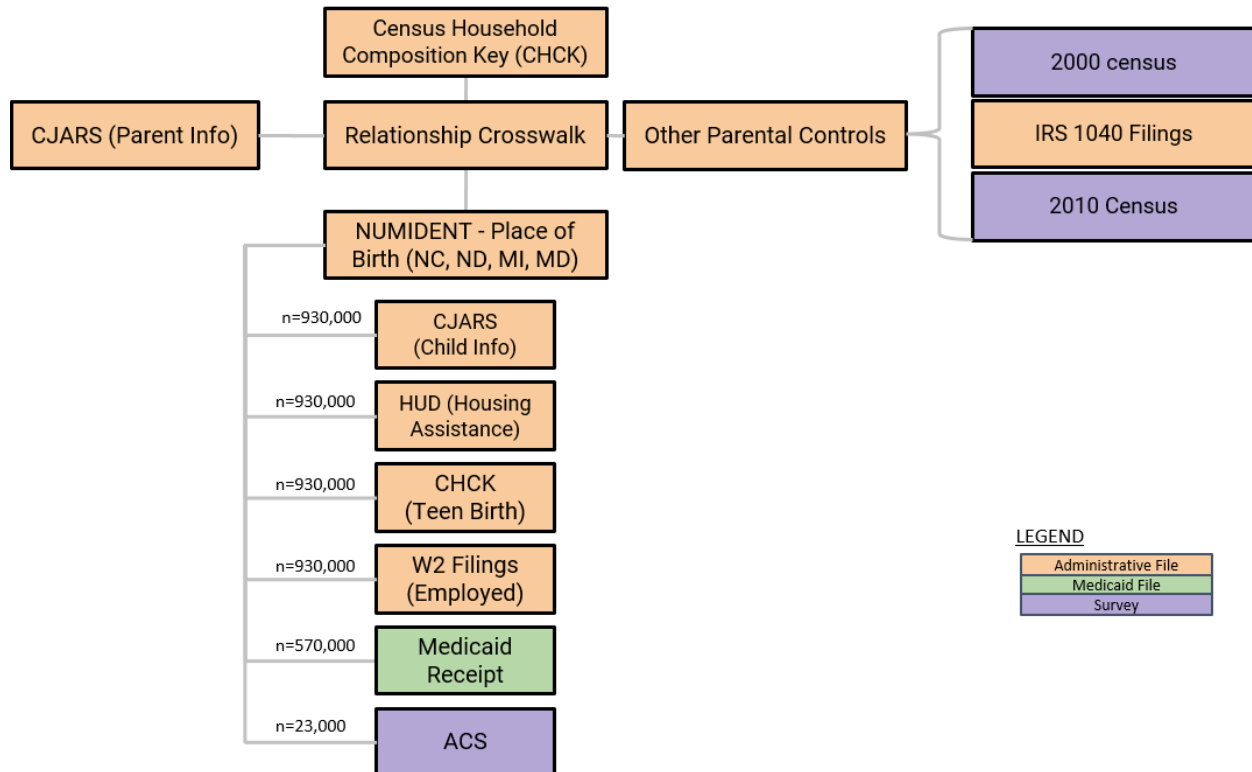 Census Household
Composition Key (CHCK)
CJARS (Parent Info)
Relationship Crosswalk
Other Parental Controls
2000 census
IRS 1040 Filings
2010 Census
NUMIDENT - Place of
Birth (NC, ND, MI, MD)
n=930,000
CJARS
(Child Info)
n=930,000
HUD (Housing
Assistance)
n=930,000
CHCK
(Teen Birth)
n=930,000
W2 Filings
(Employed)
n=570,000
Medicaid
Receipt
n=23,000
ACS
LEGEND
Administrative File
Medicaid File
Survey